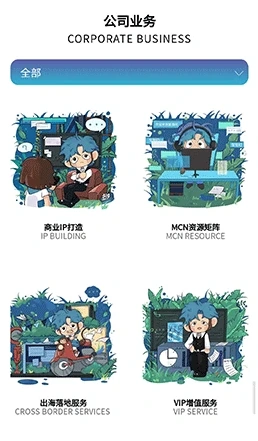 公司业务
CORPORATE BUSINESS
全部
商业IP打造
IP BUILDING
MCN资源矩阵
MCN RESOURCE
出海落地服务
CROSS BORDER SERVICES
VIP增值服务
VIP SERVICE